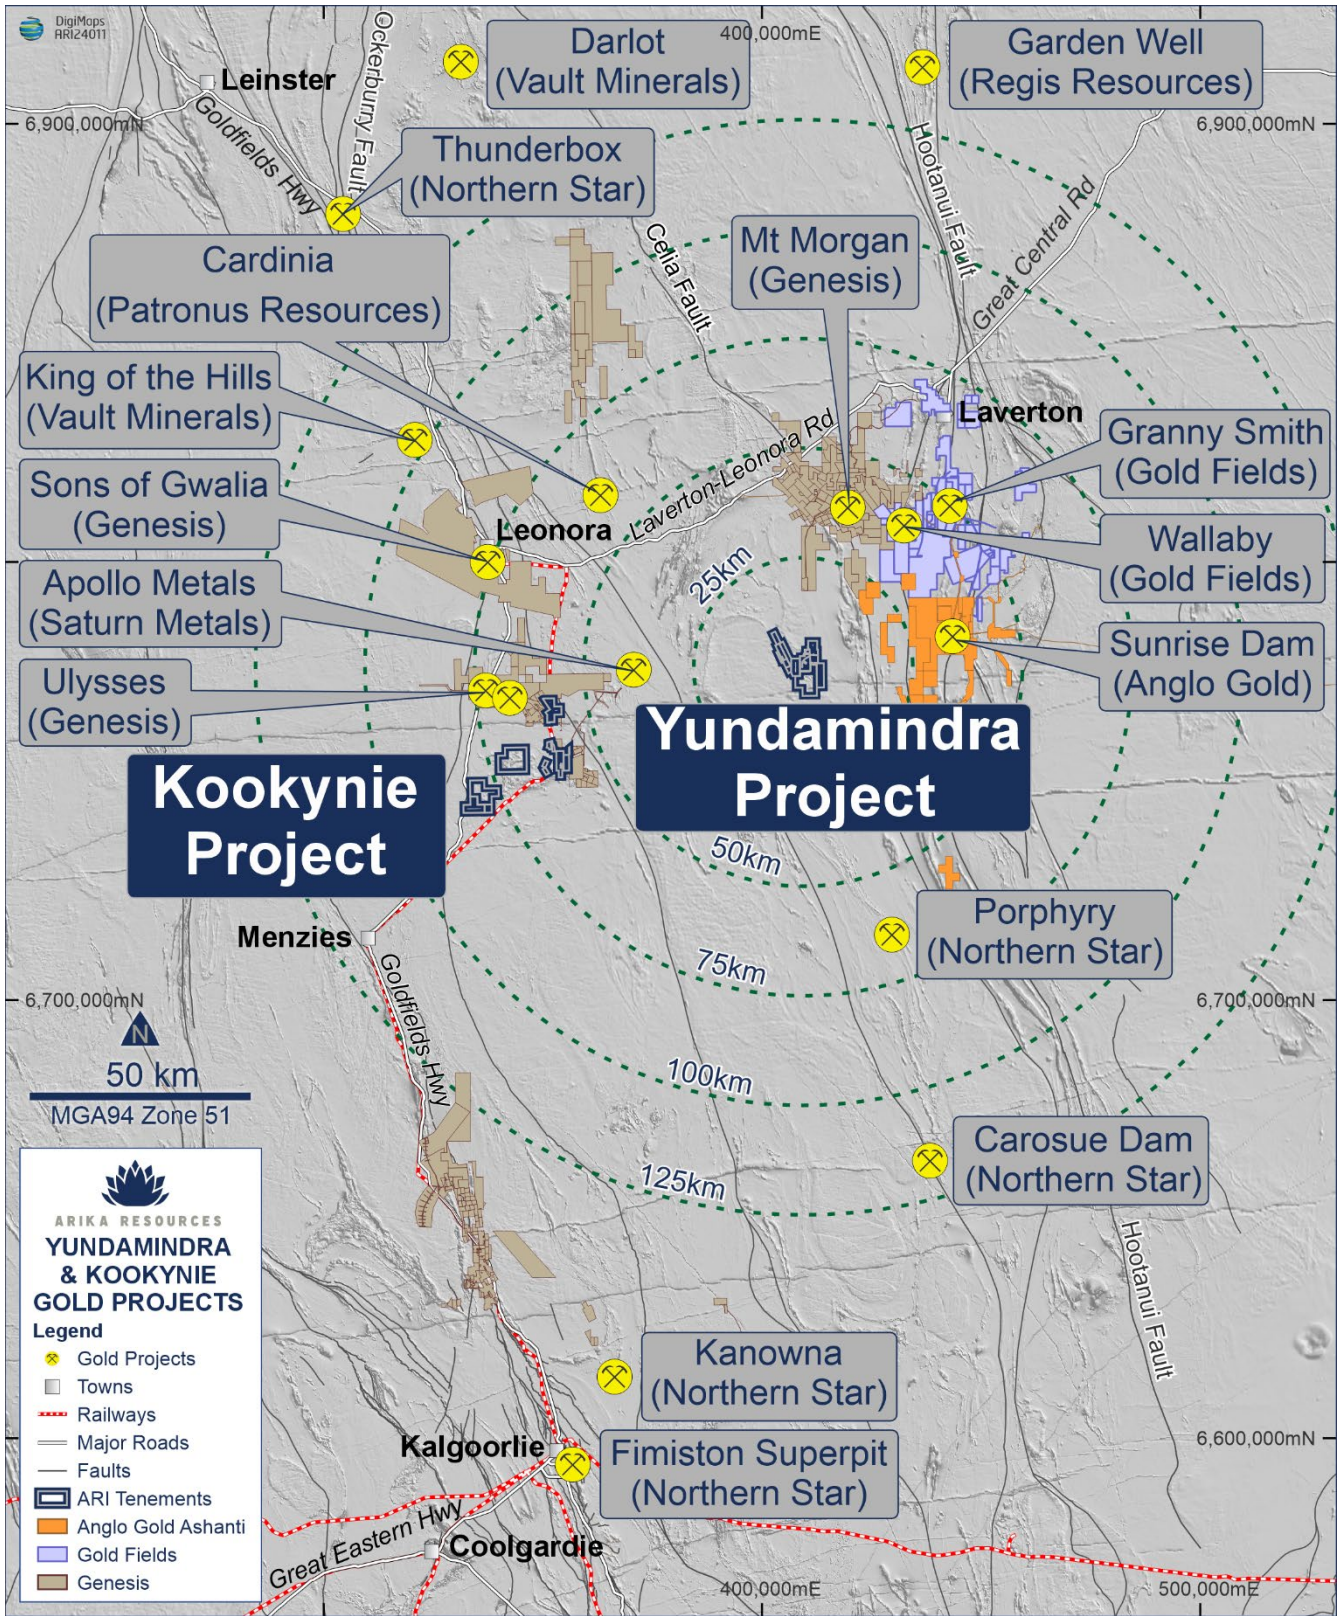 DigiMaps
ARI24011
Ockerburry Fault
400,000mE
Darlot
(Vault Minerals)
Garden Well
(Regis Resources)
Leinster
6,900,000mN
6,900,000mN
Goldfields Hwy
Thunderbox
(Northern Star)
Hootanui Fault
Great Central Rd
Celia Fault
Mt Morgan
(Genesis)
Cardinia
(Patronus Resources)
King of the Hills
(Vault Minerals)
Laverton
Laverton-Leonora Rd
Granny Smith
(Gold Fields)
Sons of Gwalia
(Genesis)
Leonora
Wallaby
(Gold Fields)
25km
Apollo Metals
(Saturn Metals)
Sunrise Dam
(Anglo Gold)
Ulysses
(Genesis)
Yundamindra
Project
Kookynie
Project
50km
Porphyry
(Northern Star)
Menzies
75km
Goldfields Hwy
6,700,000mN
6,700,000mN
N
50 km
MGA94 Zone 51
100km
Carosue Dam
(Northern Star)
125km
Hootanui Fault
ARIKA RESOURCES
YUNDAMINDRA
& KOOKYNIE
GOLD PROJECTS
Legend
Gold Projects
Towns
Railways
Major Roads
Faults
ARI Tenements
Anglo Gold Ashanti
Gold Fields
Genesis
Kanowna
(Northern Star)
Kalgoorlie
Fimiston Superpit
(Northern Star)
6,600,000mN
Great Eastern Hwy
Coolgardie
400,000mE
500,000mE